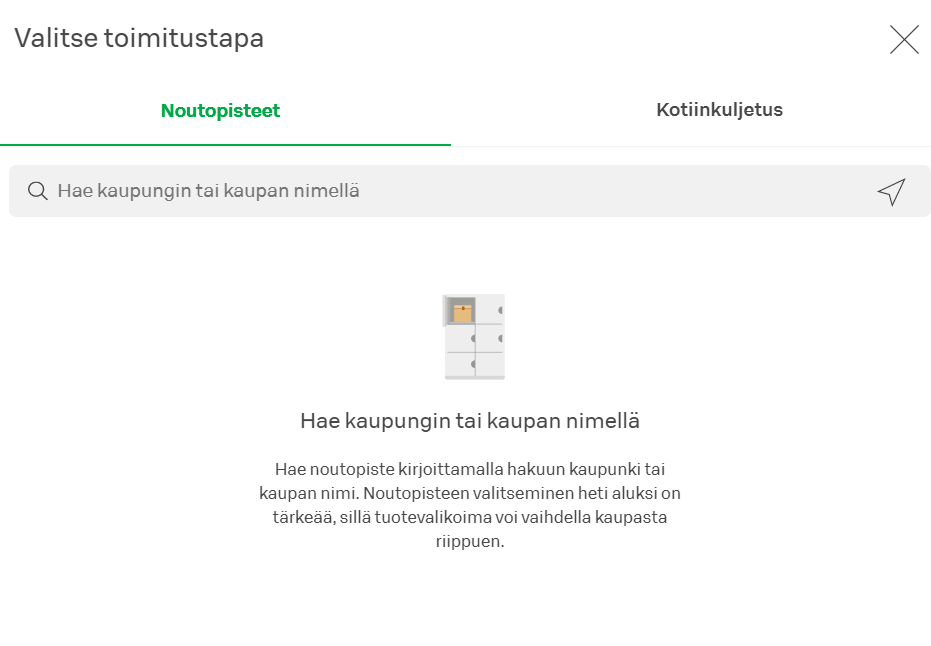 Valitse toimitustapa
Noutopisteet
Kotiinkuljetus
Hae kaupungin tai kaupan nimellä
Hae kaupungin tai kaupan nimellä
Hae noutopiste kirjoittamalla hakuun kaupunki tai
kaupan nimi. Noutopisteen valitseminen heti aluksi on
tärkeää, sillä tuotevalikoima voi vaihdella kaupasta
riippuen.